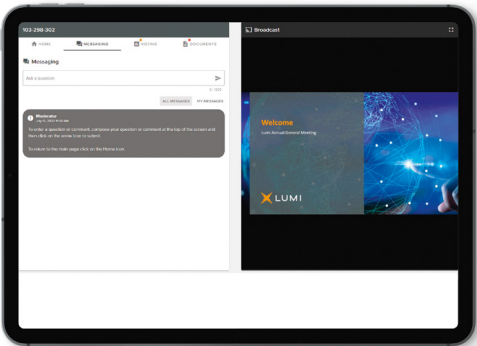 103-298-302
HOME
MESSAGING
VOTING
DOCUMENTS
Messaging
Ask a question
ALL MESSAGES
MY MESSAGES
Moderator
To enter a question or comment, compose your question or comment at the top of the screen and
then click on the arrow icon to submit.
To return to the main page click on the Home Icon.
Broadcast
Welcome
Lumi Annual General Meeting
LUMI